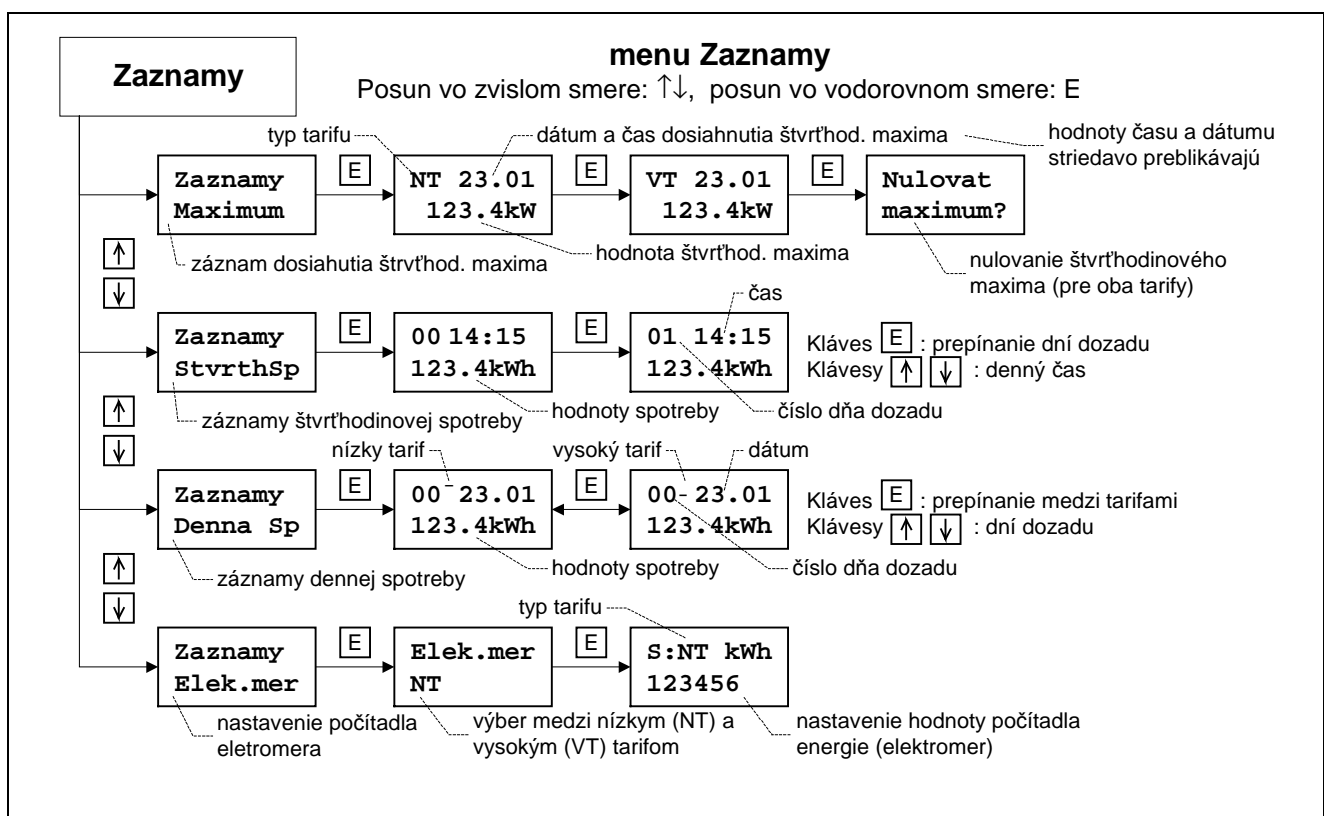 Zaznamy
menu Zaznamy
Posun vo zvislom smere: ↑↓, posun vo vodorovnom smere: E
typ tarifu
dátum a čas dosiahnutia štvrťhod. maxima
hodnoty času a dátumu
striedavo preblikávajú
Zaznamy
Maximum
E
NT 23.01
123.4kW
E
VT 23.01
123.4kW
E
Nulovat
maximum?
↑
↓
záznam dosiahutia štrvťhod. maxima
hodnota štvrťhod. maxima
nulovanie štvrťhodinového
maxima (pre oba tarify)
čas
Zaznamy
StvrthSp
E
00 14:15
123.4kWh
E
01 14:15
123.4kWh
Kláves E : prepínanie dní dozadu
Klávesy ↑ ↓ : denný čas
↑
↓
záznamy štvrťhodinovej spotreby
hodnoty spotreby
číslo dňa dozadu
nízky tarif
vysoký tarif
dátum
Zaznamy
Denna Sp
E
00¯23.01
123.4kWh
E
00-23.01
123.4kWh
Kláves E : prepínanie medzi tarifami
Klávesy ↑ ↓ : dní dozadu
↑
↓
záznamy dennej spotreby
hodnoty spotreby
číslo dňa dozadu
typ tarifu
Zaznamy
Elek.mer
E
Elek.mer
NT
E
S:NT kWh
123456
nastavenie počítadla
eletromera
výber medzi nízkym (NT) a
vysokým (VT) tarifom
nastavenie hodnoty počítadla
energie (elektromer)